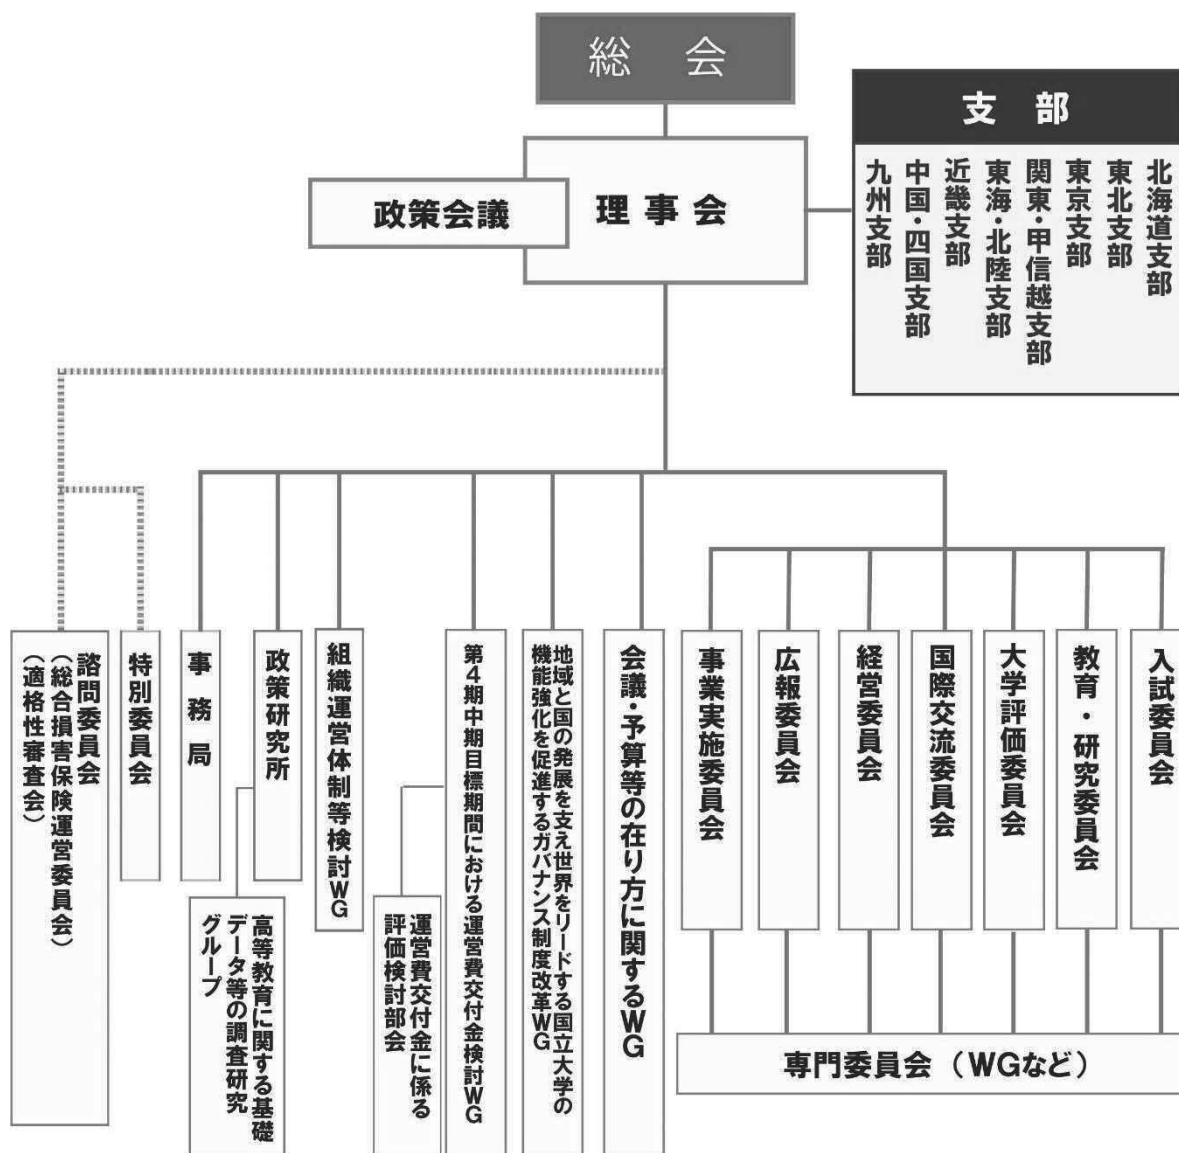 総 会
理事会
政策会議
支 部
北海道支部
東北支部
東京支部
関東・甲信越支部
東海・北陸支部
近畿支部
中国・四国支部
九州支部
入試委員会
教育・研究委員会
大学評価委員会
国際交流委員会
経営委員会
広報委員会
事業実施委員会
専門委員会(WGなど)
会議・予算等の在り方に関するWG
地域と国の発展を支え世界をリードする国立大学の
機能強化を促進するガバナンス制度改革WG
第4期中期目標期間における運営費交付金検討WG
運営費交付金に係る
評価検討部会
組織運営体制等検討WG
政策研究所
高等教育に関する基礎
データ等の調査研究
グループ
事務局
特別委員会
諮問委員会
(総合損害保険運営委員会)
(適格性審査会)